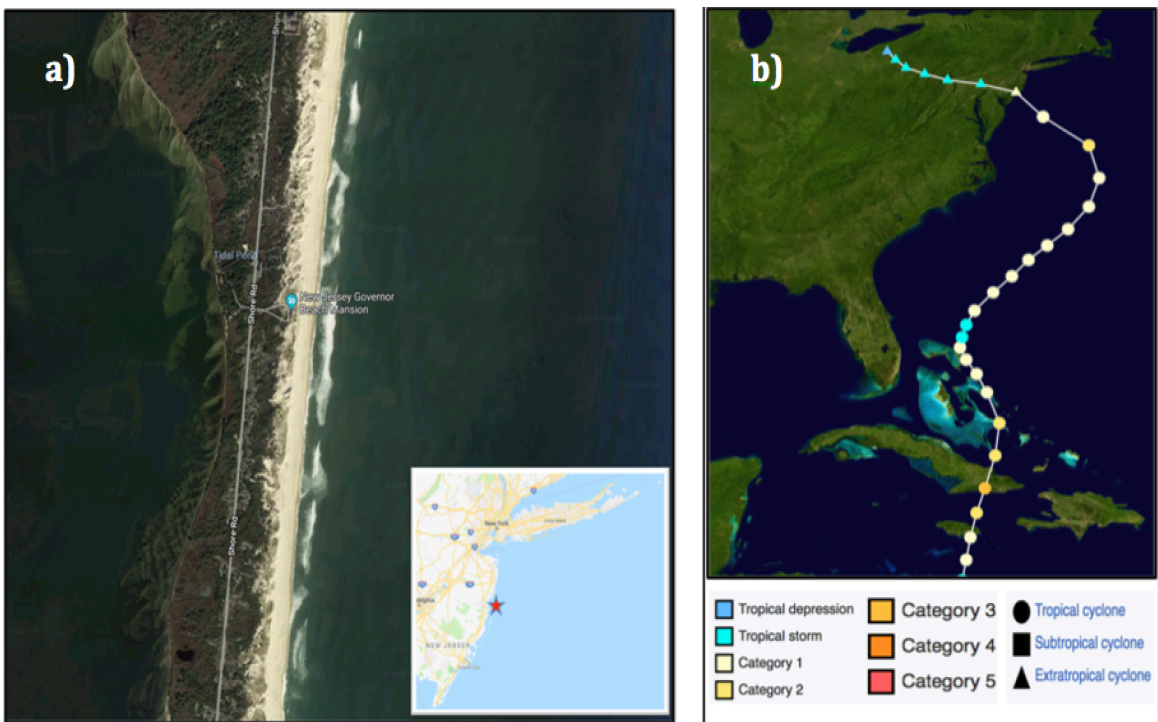 a)
Tidal Pond
Shore Rd
New Jersey Governor
Beach Mansion
Shore Rd
New York
Long Island
NEW JERSEY
b)
Tropical depression
Tropical storm
Category 1
Category 2
Category 3
Category 4
Category 5
Tropical cyclone
Subtropical cyclone
Extratropical cyclone